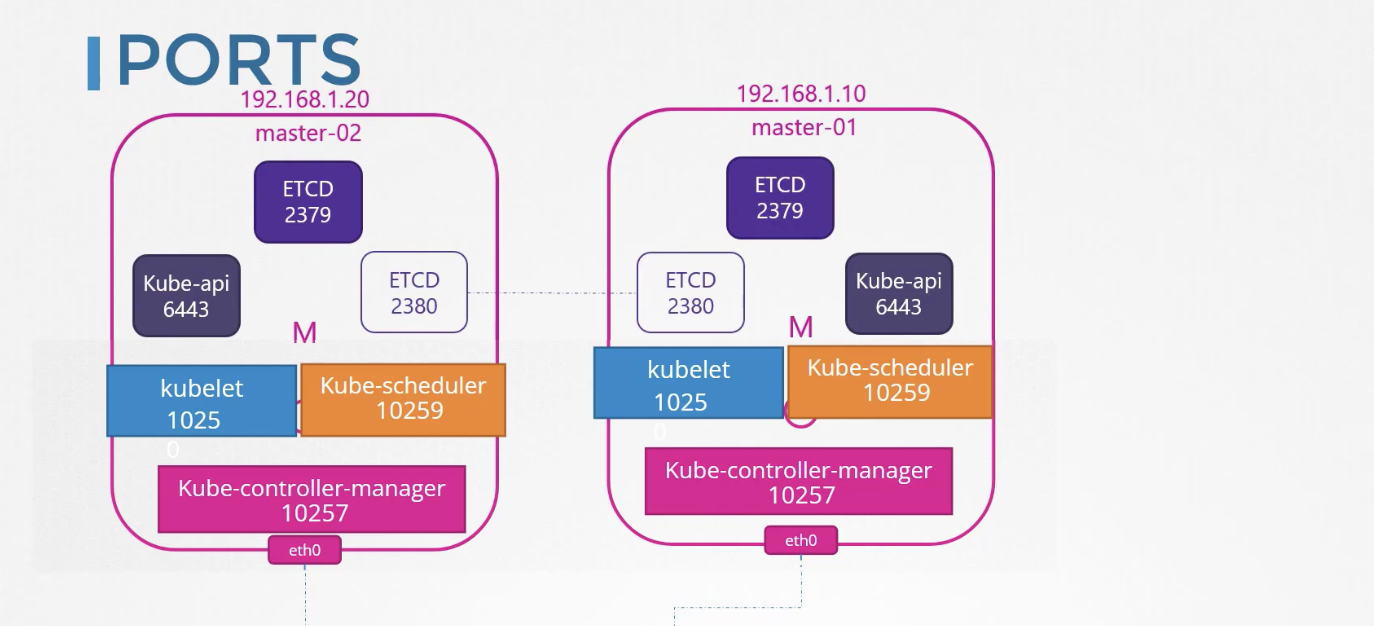 PORTS
192.168.1.20
master-02
ETCD
2379
Kube-api
6443
ETCD
2380
M
kubelet
1025
0
Kube-scheduler
10259
Kube-controller-manager
10257
eth0
192.168.1.10
master-01
ETCD
2379
ETCD
2380
Kube-api
6443
M
kubelet
1025
0
Kube-scheduler
10259
Kube-controller-manager
10257
eth0